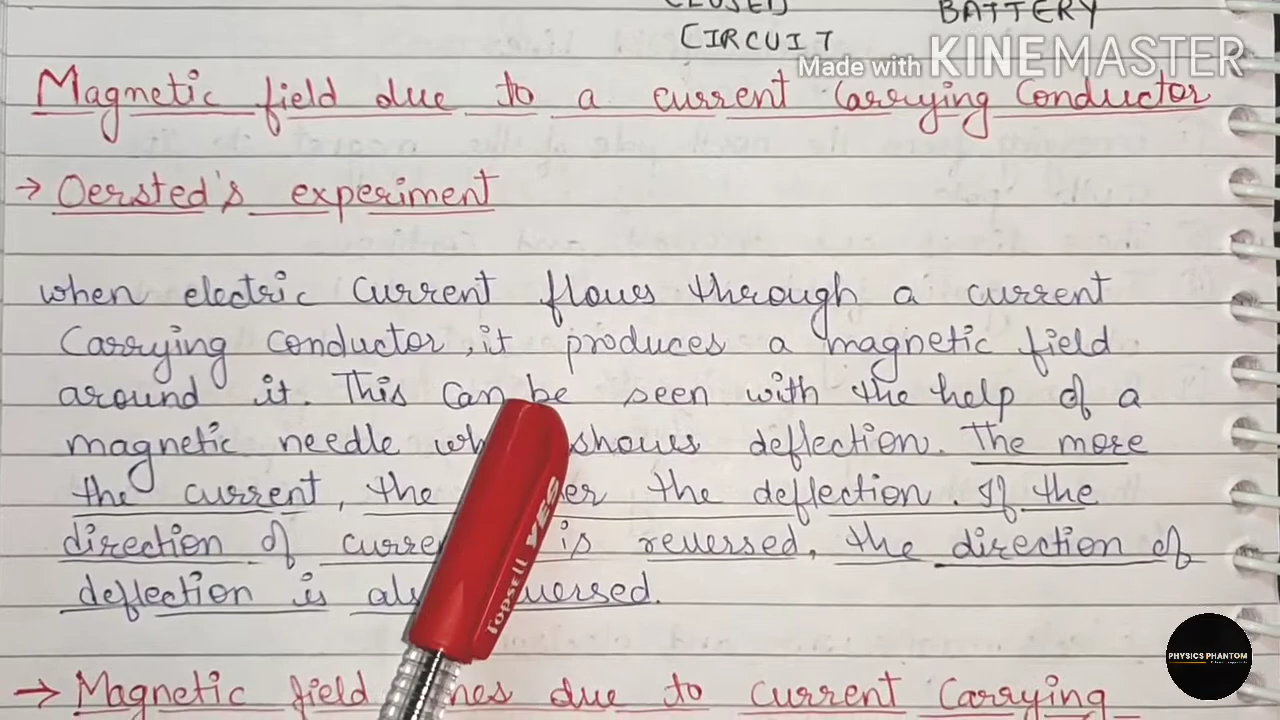 CLOSED BATTERY
CIRCUIT
Made with KINEMASTER
Magnetic field due to a current Carrying Conductor
→ Oersted's experiment
when electric current flows through a current
Carrying conductor, it produces a magnetic field
around it. This can be seen with the help of a
magnetic needle shows deflection. The more
the current, the the deflection. If the
direction of is reversed, the direction of
deflection is reversed.
→ Magnetic field due to current Carrying
Topsell YES
PHYSICS PHANTOM